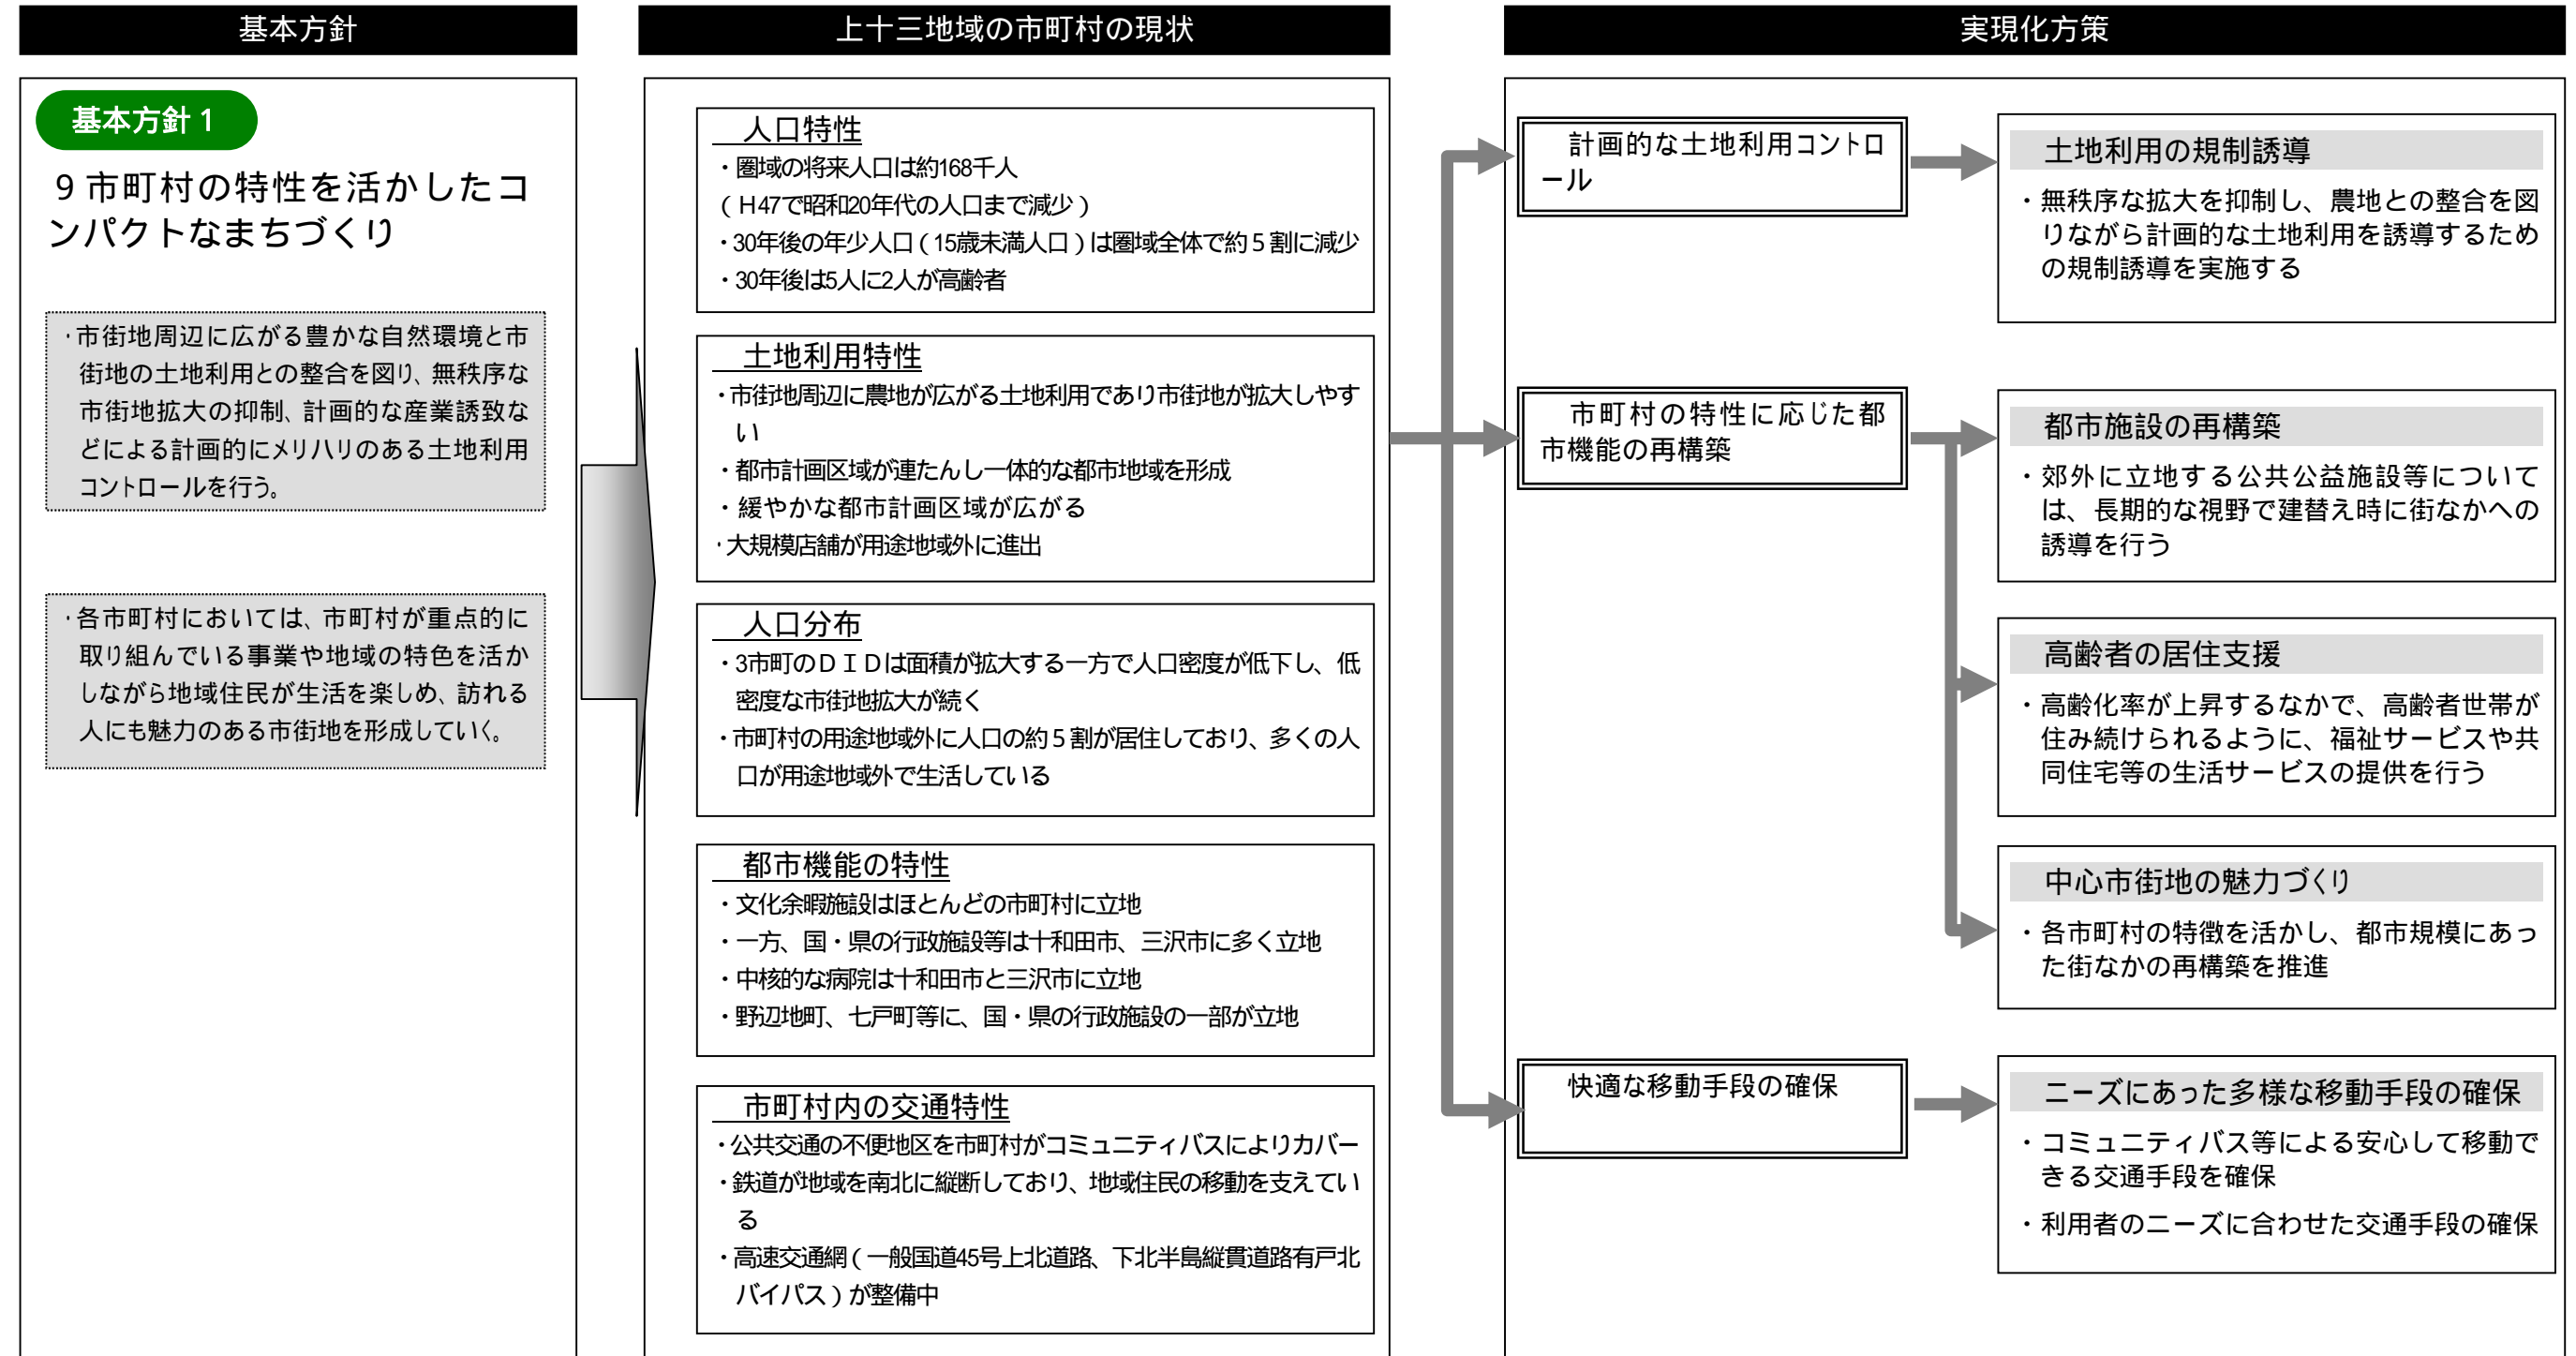 基本方針
上十三地域の市町村の現状
実現化方策
基本方針1
９市町村の特性を活かしたコ
ンパクトなまちづくり
・市街地周辺に広がる豊かな自然環境と市
街地の土地利用との整合を図り、無秩序な
市街地拡大の抑制、計画的な産業誘致な
どによる計画的にメリハリのある土地利用
コントロールを行う。
・各市町村においては、市町村が重点的に
取り組んでいる事業や地域の特色を活か
しながら地域住民が生活を楽しめ、訪れる
人にも魅力のある市街地を形成していく。
人口特性
・圏域の将来人口は約168千人
（Ｈ47で昭和20年代の人口まで減少）
・30年後の年少人口（15歳未満人口）は圏域全体で約５割に減少
・30年後は5人に2人が高齢者
土地利用特性
・市街地周辺に農地が広がる土地利用であり市街地が拡大しやす
い
・都市計画区域が連たんし一体的な都市地域を形成
・緩やかな都市計画区域が広がる
・大規模店舗が用途地域外に進出
人口分布
・3市町のＤＩＤは面積が拡大する一方で人口密度が低下し、低
密度な市街地拡大が続く
・市町村の用途地域外に人口の約５割が居住しており、多くの人
口が用途地域外で生活している
都市機能の特性
・文化余暇施設はほとんどの市町村に立地
・一方、国・県の行政施設等は十和田市、三沢市に多く立地
・中核的な病院は十和田市と三沢市に立地
・野辺地町、七戸町等に、国・県の行政施設の一部が立地
市町村内の交通特性
・公共交通の不便地区を市町村がコミュニティバスによりカバー
・鉄道が地域を南北に縦断しており、地域住民の移動を支えてい
る
・高速交通網（一般国道45号上北道路、下北半島縦貫道路有戸北
バイパス）が整備中
計画的な土地利用コントロ
ール
土地利用の規制誘導
・無秩序な拡大を抑制し、農地との整合を図
りながら計画的な土地利用を誘導するため
の規制誘導を実施する
市町村の特性に応じた都
市機能の再構築
都市施設の再構築
・郊外に立地する公共公益施設等について
は、長期的な視野で建替え時に街なかへの
誘導を行う
高齢者の居住支援
・高齢化率が上昇するなかで、高齢者世帯が
住み続けられるように、福祉サービスや共
同住宅等の生活サービスの提供を行う
中心市街地の魅力づくり
・各市町村の特徴を活かし、都市規模にあっ
た街なかの再構築を推進
快適な移動手段の確保
ニーズにあった多様な移動手段の確保
・コミュニティバス等による安心して移動で
きる交通手段を確保
・利用者のニーズに合わせた交通手段の確保